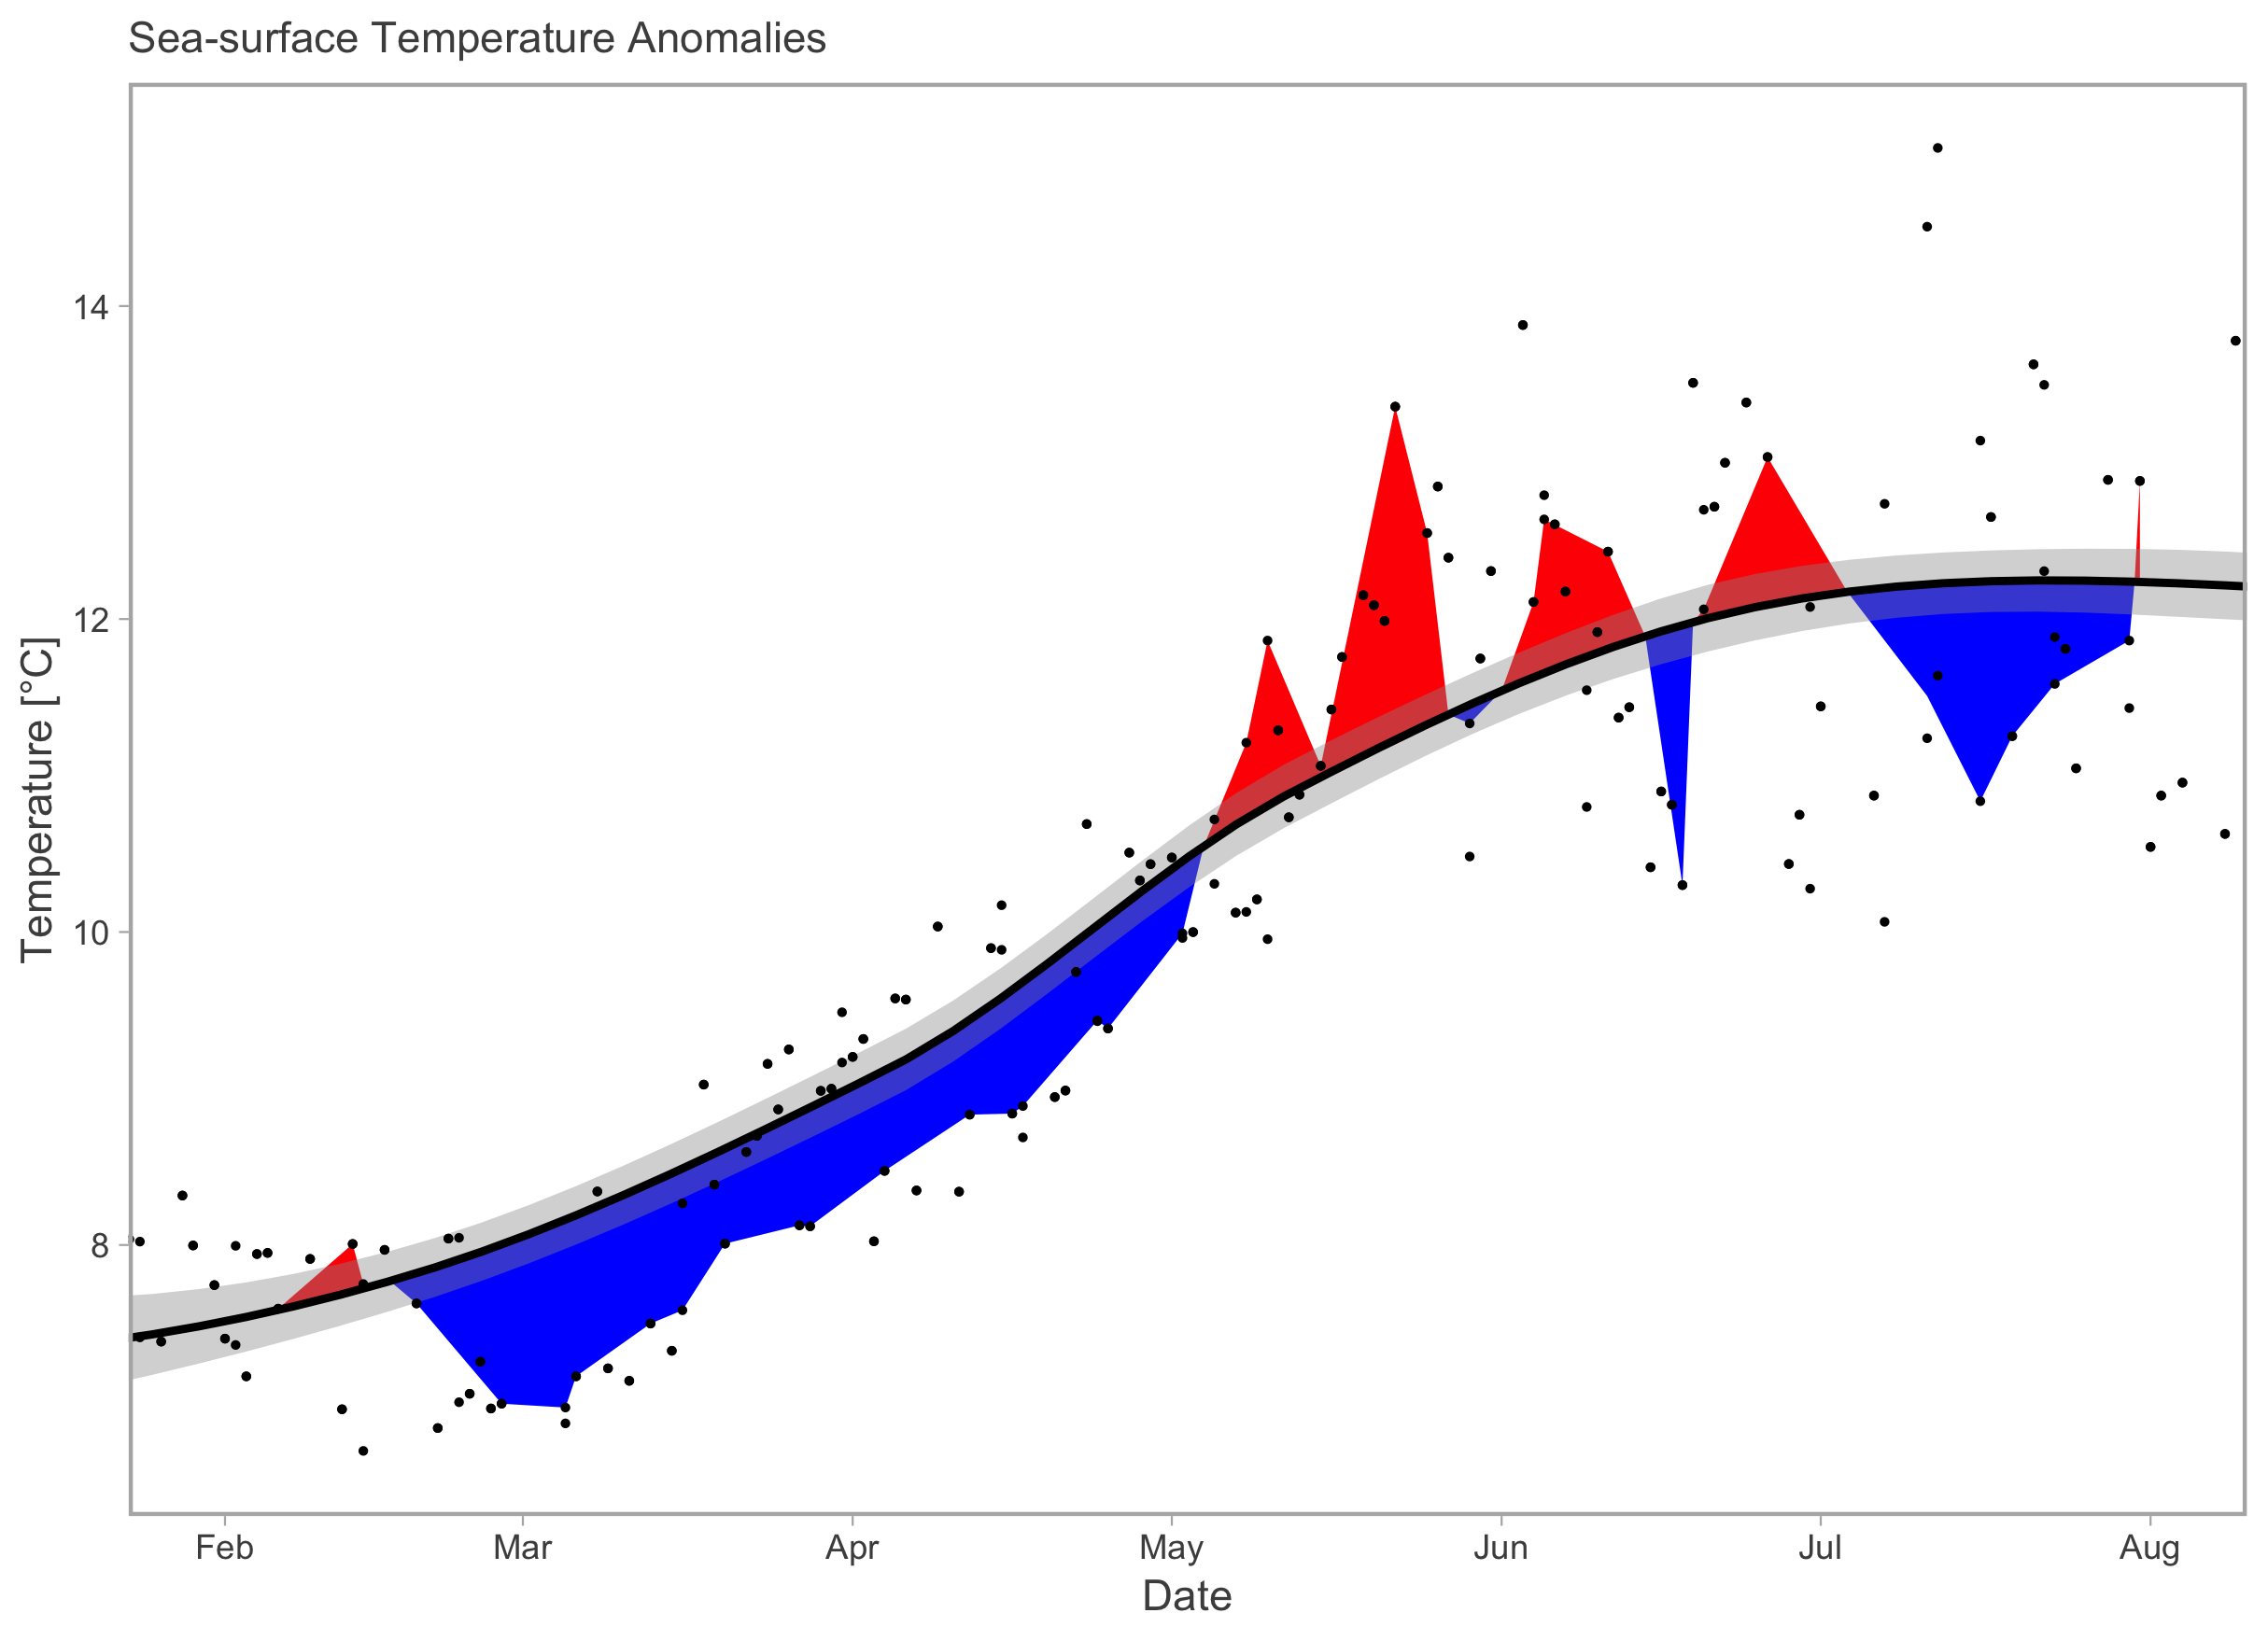 Sea-surface Temperature Anomalies
Temperature [°C]
14
12
10
8
Feb Mar Apr May Jun Jul Aug
Date